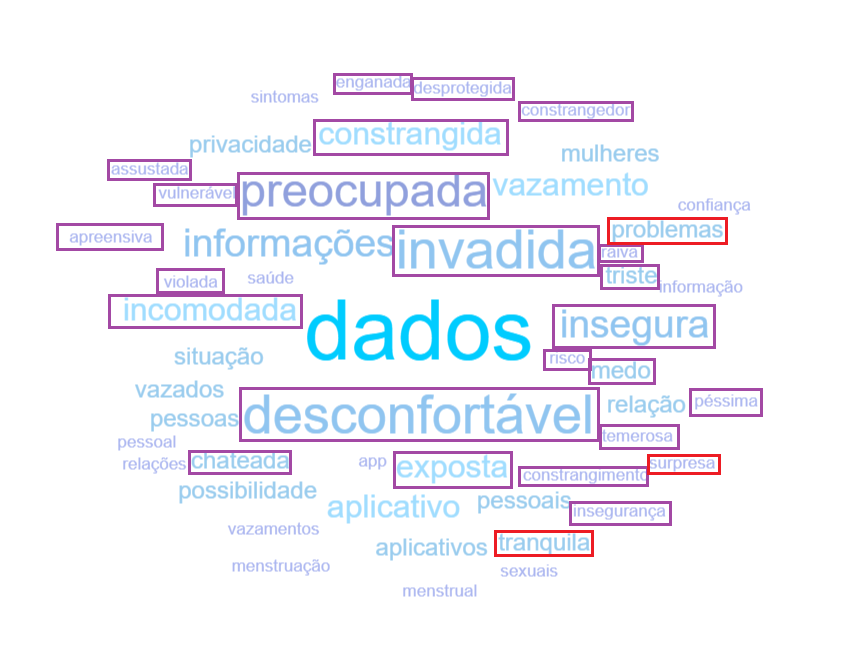 enganada
desprotegida
sintomas
constrangedor
privacidade
constrangida
mulheres
assustada
vulnerável
preocupada
vazamento
confiança
apreensiva
informações
invadida
problemas
raiva
violada
saúde
triste
informação
incomodada
dados
insegura
situação
risco
medo
vazados
desconfortável
relação
péssima
pessoas
pessoal
temerosa
relações
chateada
app
exposta
constrangimento
surpresa
possibilidade
aplicativo
pessoais
insegurança
vazamentos
aplicativos
tranquila
menstruação
sexuais
menstrual